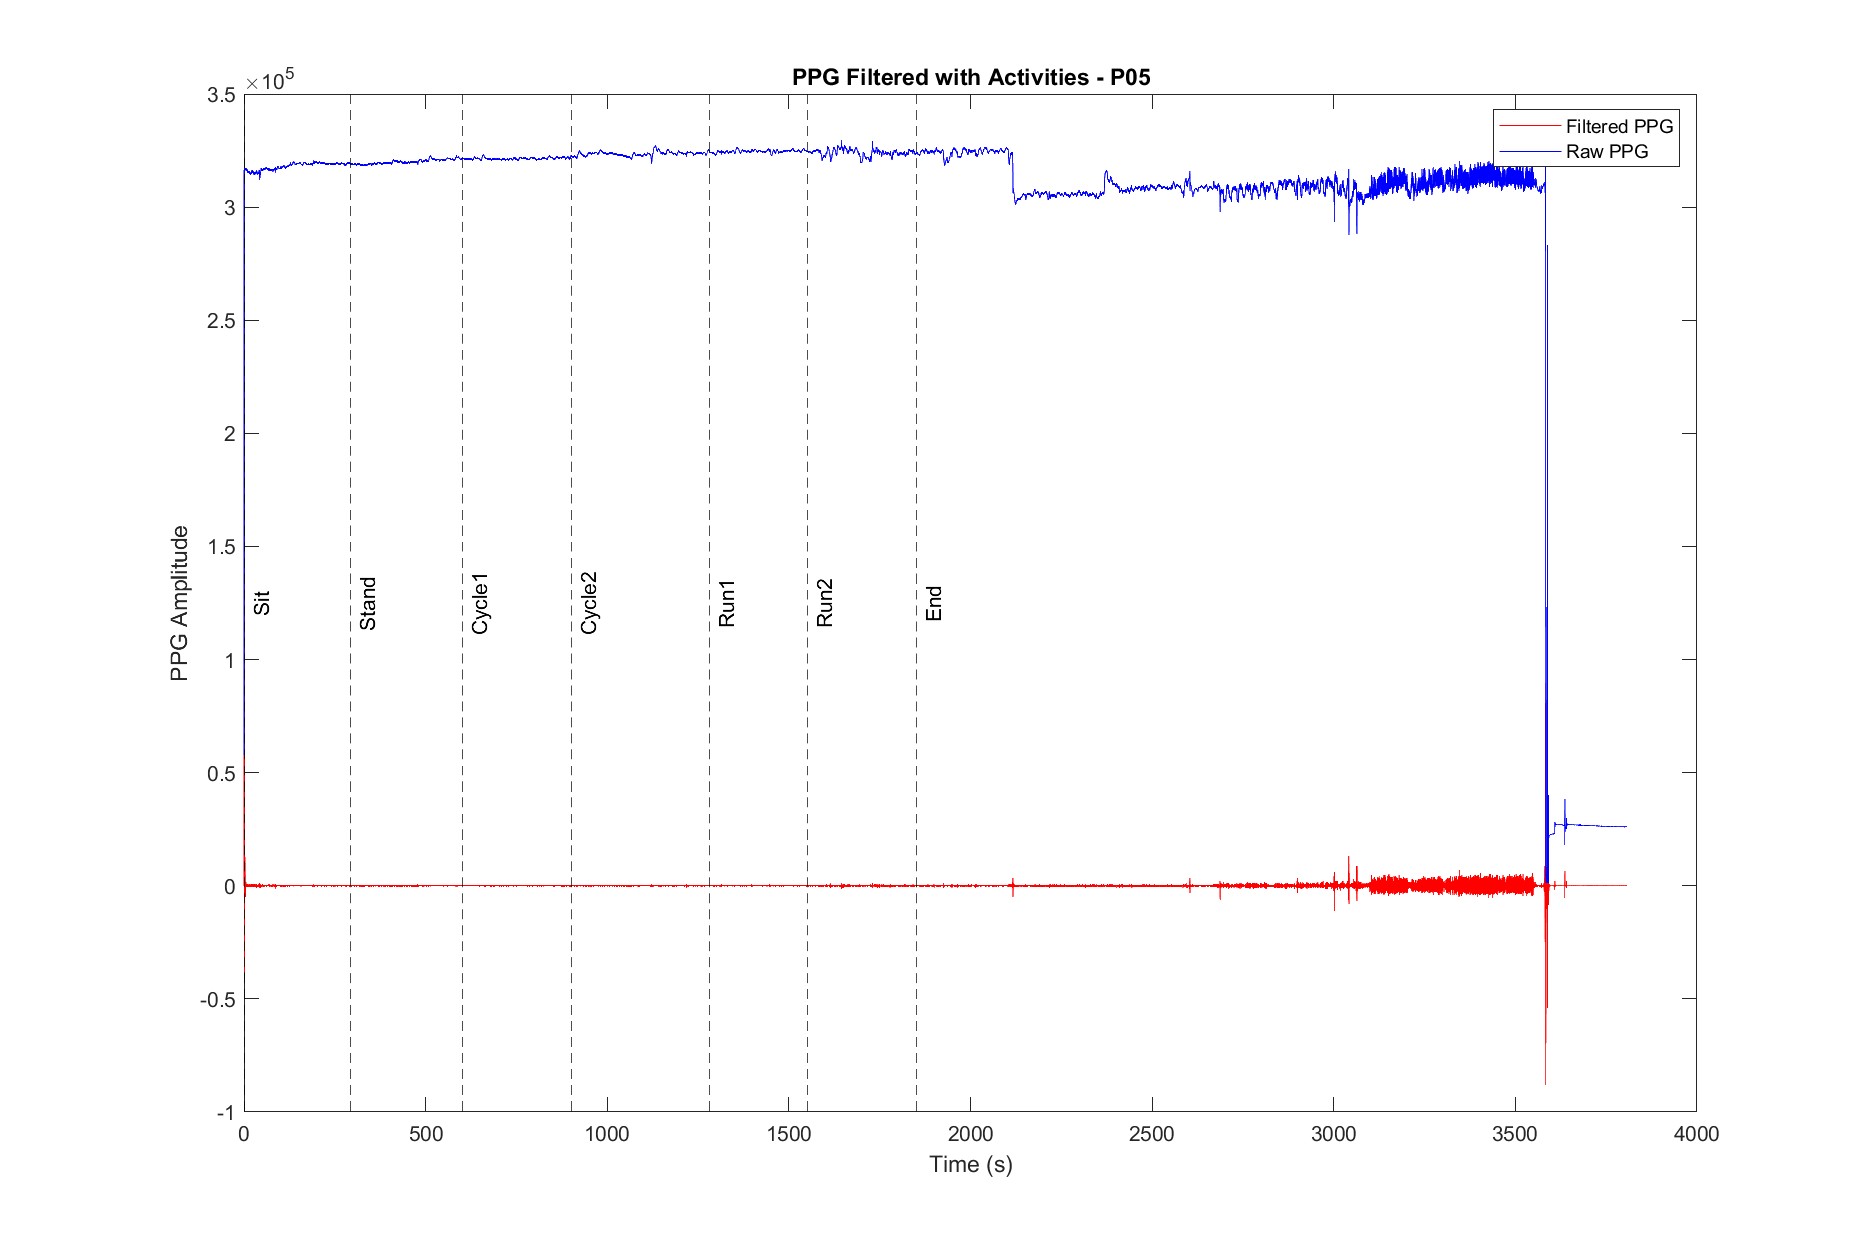 PPG Filtered with Activities - P05
×10^5
3.5
3
2.5
2
1.5
1
0.5
0
-0.5
-1
PPG Amplitude
Filtered PPG
Raw PPG
Sit
Stand
Cycle1
Cycle2
Run1
Run2
End
0 500 1000 1500 2000 2500 3000 3500 4000
Time (s)